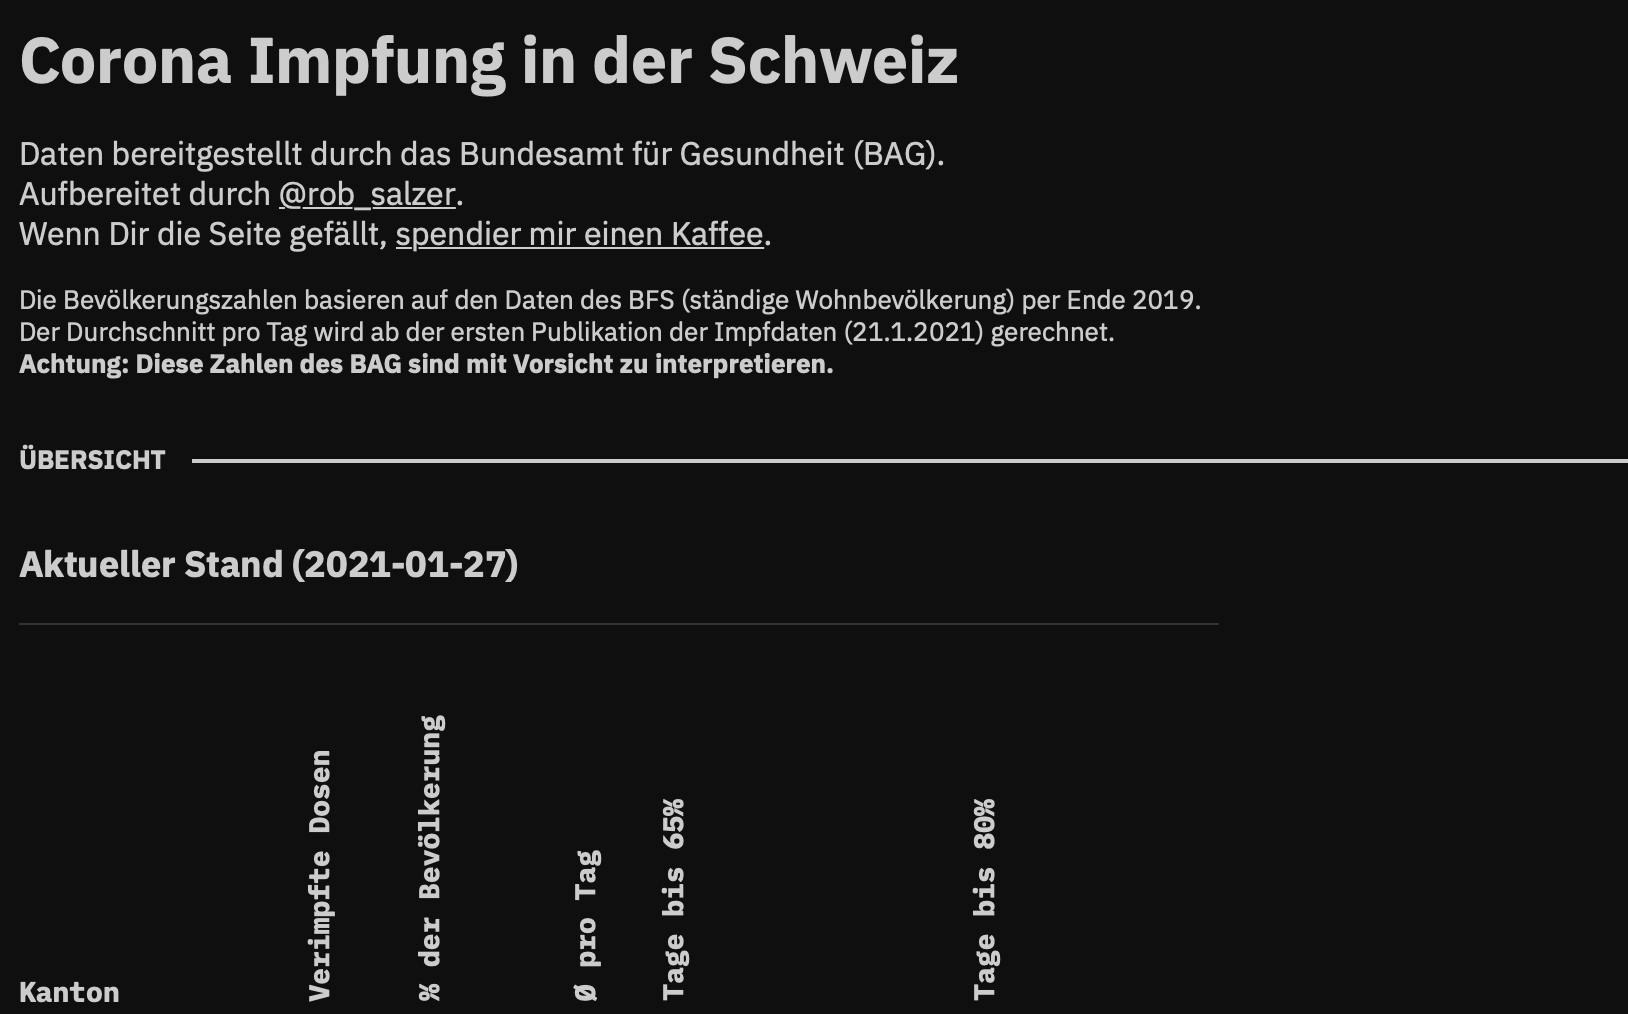 Corona Impfung in der Schweiz
Daten bereitgestellt durch das Bundesamt für Gesundheit (BAG).
Aufbereitet durch @rob_salzer.
Wenn Dir die Seite gefällt, spendier mir einen Kaffee.
Die Bevölkerungszahlen basieren auf den Daten des BFS (ständige Wohnbevölkerung) per Ende 2019.
Der Durchschnitt pro Tag wird ab der ersten Publikation der Impfdaten (21.1.2021) gerechnet.
Achtung: Diese Zahlen des BAG sind mit Vorsicht zu interpretieren.
ÜBERSICHT
Aktueller Stand (2021-01-27)
Kanton
Verimpfte Dosen
% der Bevölkerung
Ø pro Tag
Tage bis 65%
Tage bis 80%